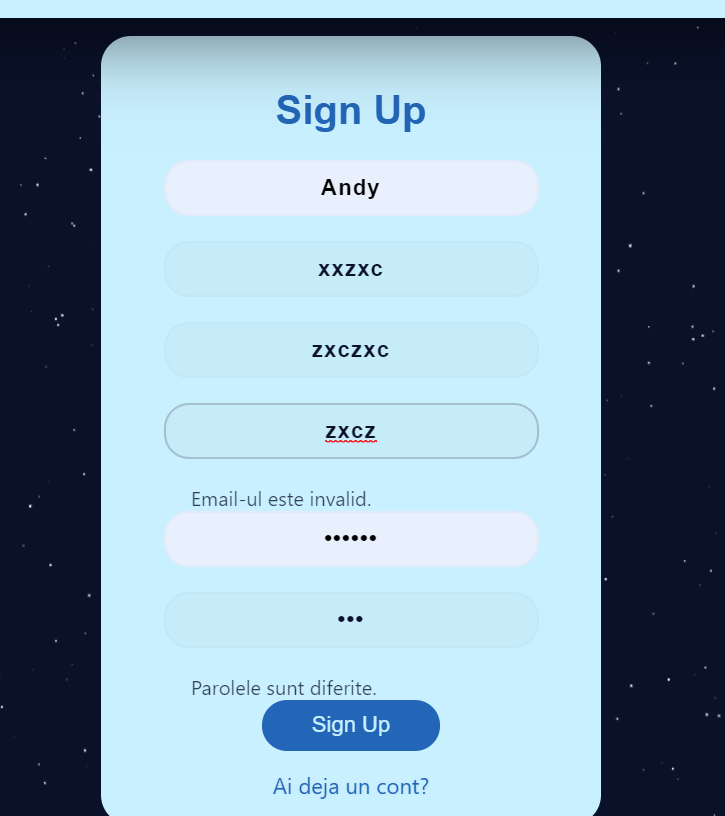 Sign Up
Andy
xxzxc
zxczxc
zxcz
Email-ul este invalid.
••••••
•••
Parolele sunt diferite.
Sign Up
Ai deja un cont?